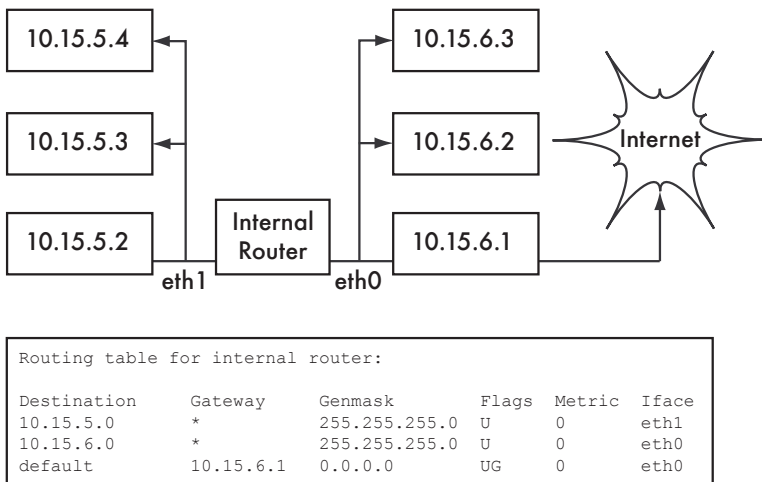 10.15.5.4
10.15.6.3
10.15.5.3
10.15.6.2
Internet
10.15.5.2
Internal
Router
10.15.6.1
eth1
eth0
Routing table for internal router:
Destination Gateway Genmask Flags Metric Iface
10.15.5.0 * 255.255.255.0 U 0 eth1
10.15.6.0 * 255.255.255.0 U 0 eth0
default 10.15.6.1 0.0.0.0 UG 0 eth0